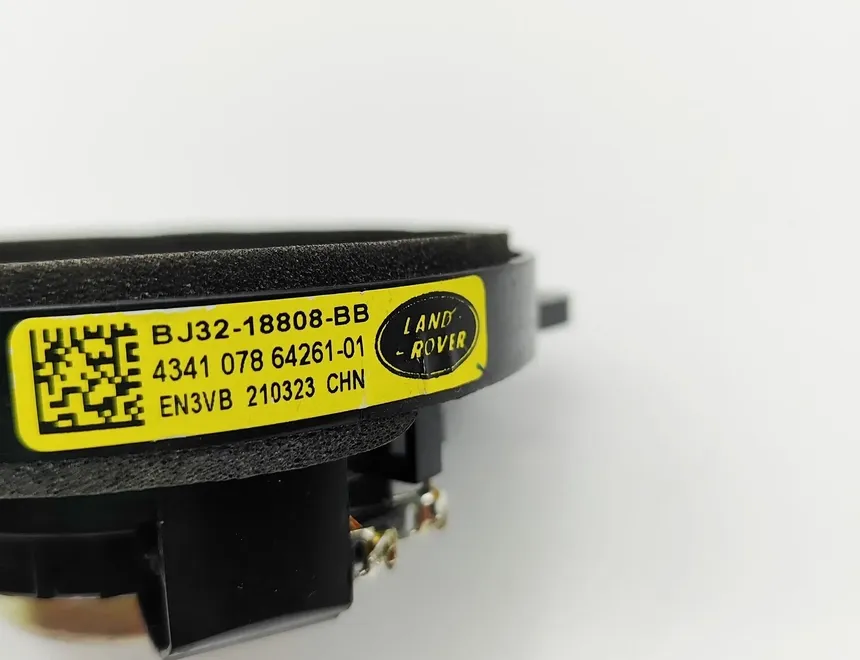 BJ32-18808-BB
4341 078 64261-01
EN3VB 210323 CHN
LAND
-ROVER